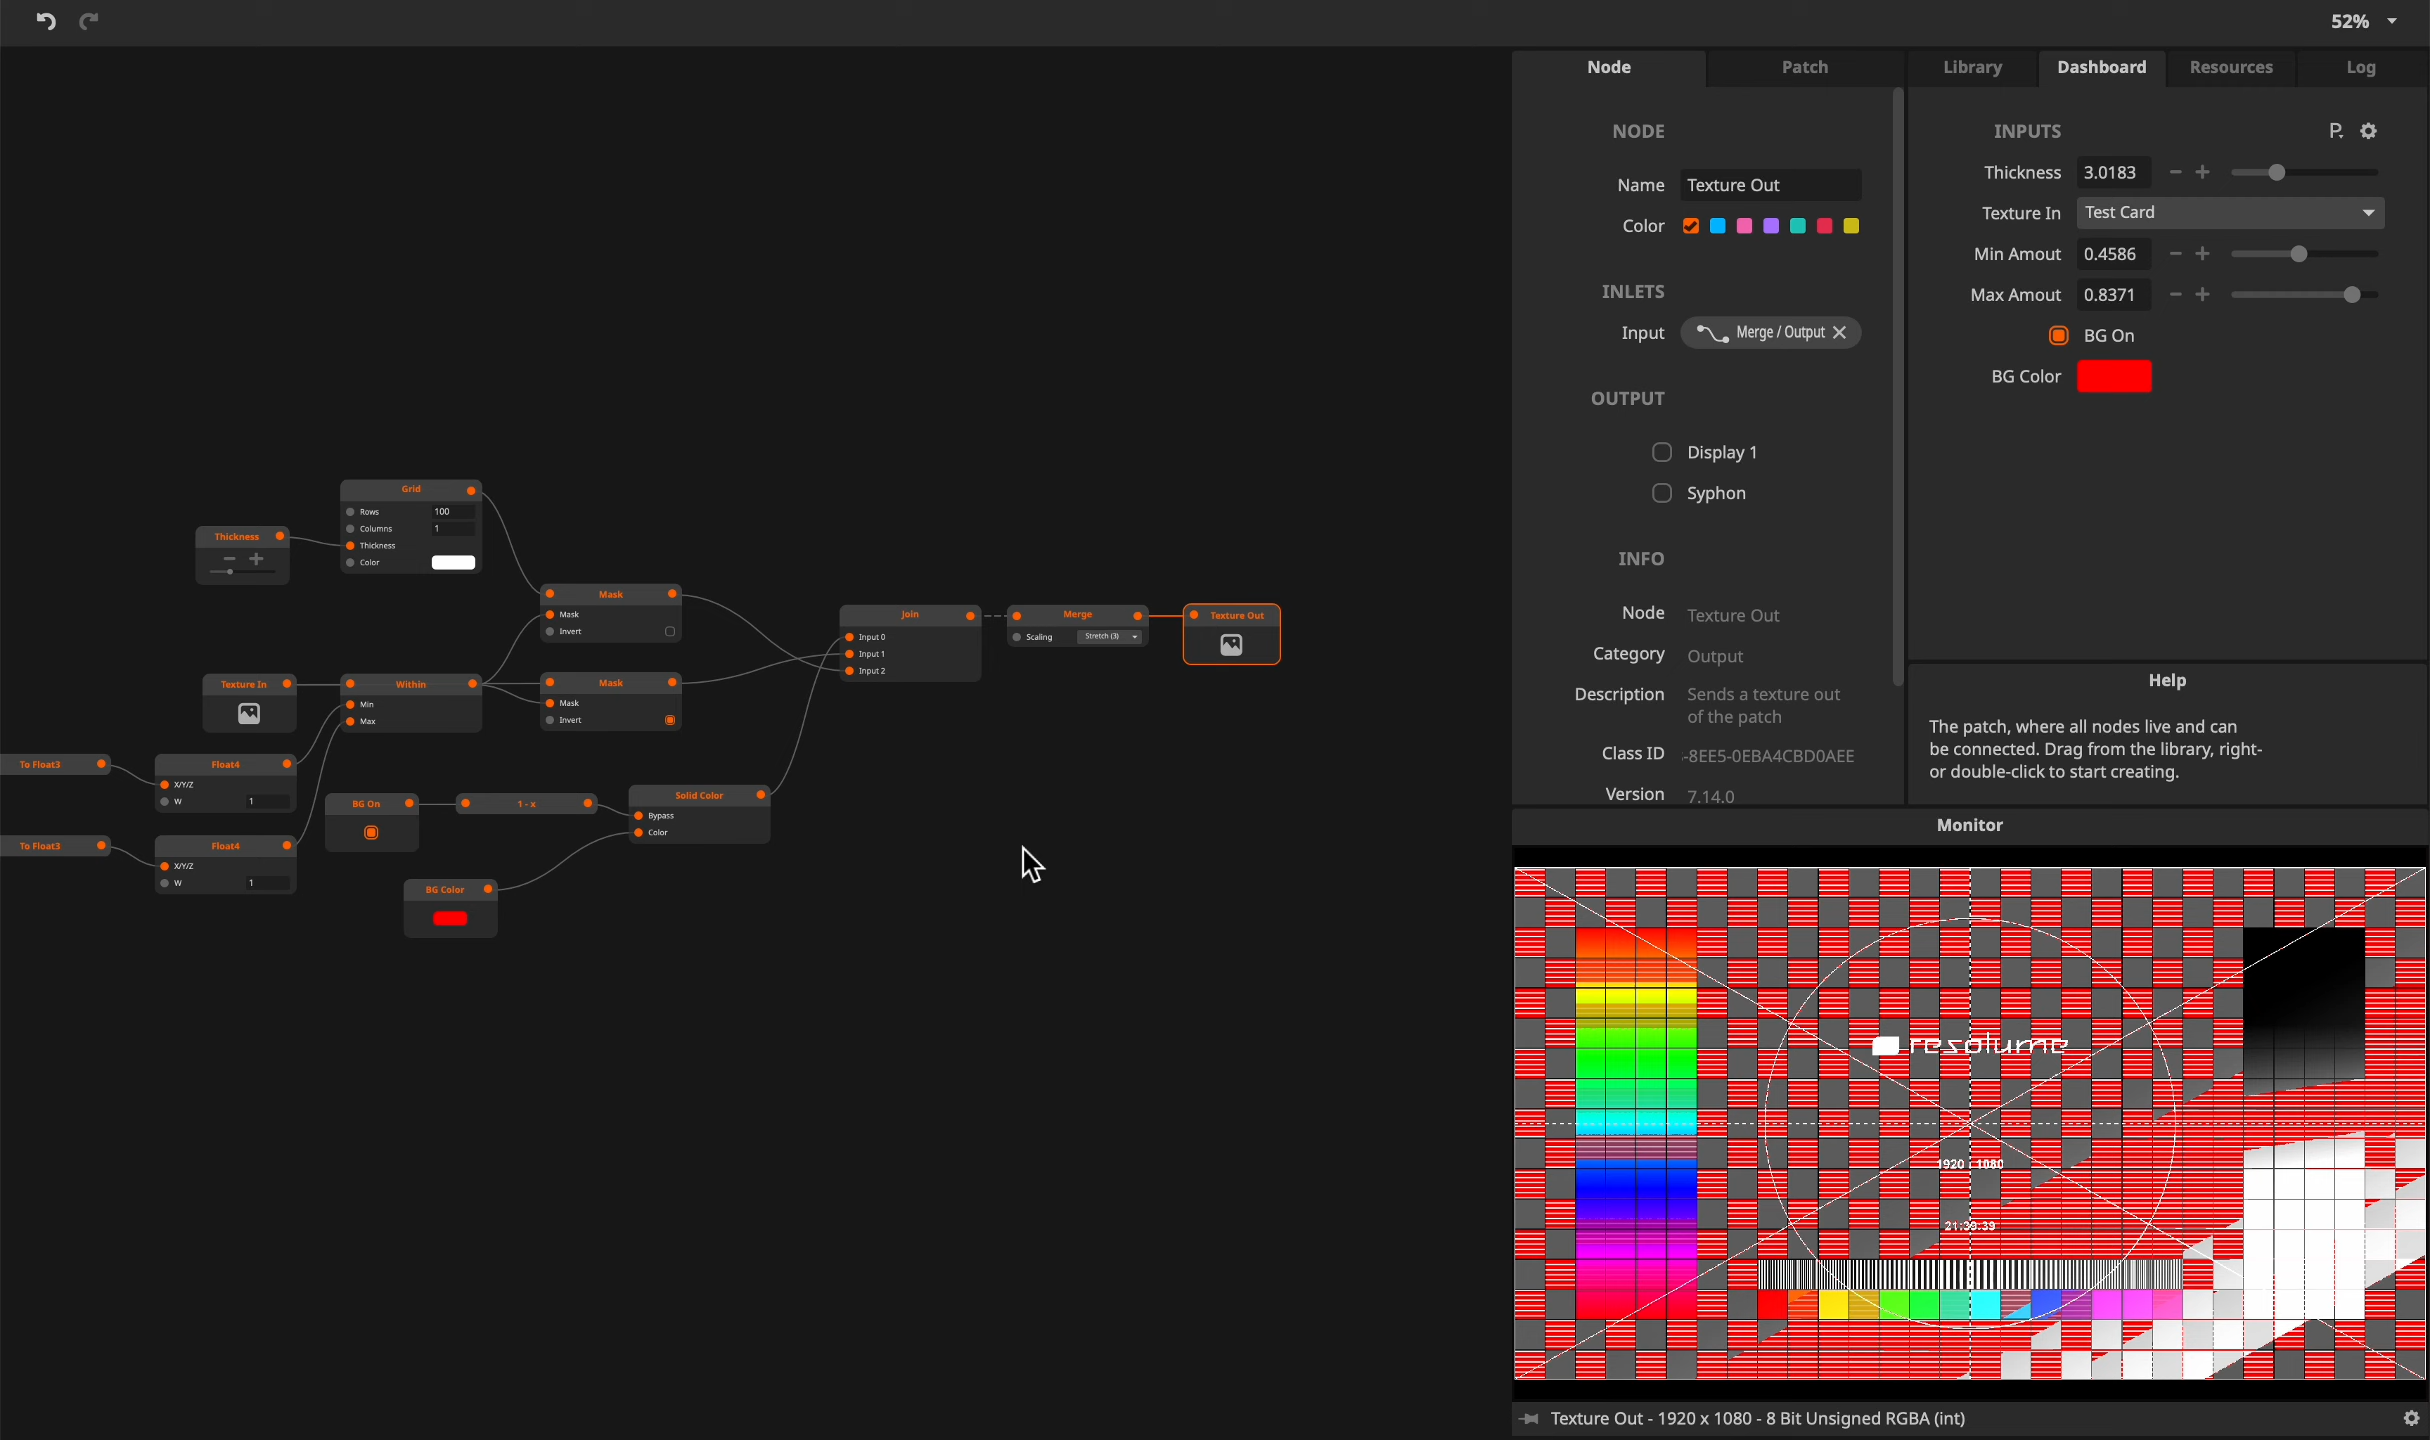 52%
Node
Patch
Library
Dashboard
Resources
Log
NODE
Name Texture Out
Color
INLETS
Input Merge / Output
OUTPUT
Display 1
Syphon
INFO
Node Texture Out
Category Output
Description Sends a texture out
of the patch
Class ID -8EE5-0EBA4CBD0AEE
Version 7.14.0
INPUTS
P.
Thickness 3.0183
Texture In Test Card
Min Amout 0.4586
Max Amout 0.8371
BG On
BG Color
Help
The patch, where all nodes live and can
be connected. Drag from the library, right-
or double-click to start creating.
Monitor
resolume
1920 x 1080
21:39:39
Texture Out - 1920 x 1080 - 8 Bit Unsigned RGBA (int)
Grid
Rows 100
Columns 1
Thickness
Color
Thickness
Mask
Mask
Invert
Texture In
Within
Min
Max
Mask
Mask
Invert
Join
Input 0
Input 1
Input 2
Merge
Scaling Stretch (3)
Texture Out
To Float3
Float4
X/Y/Z
W 1
To Float3
Float4
X/Y/Z
W 1
BG On
1 - x
Solid Color
Bypass
Color
BG Color